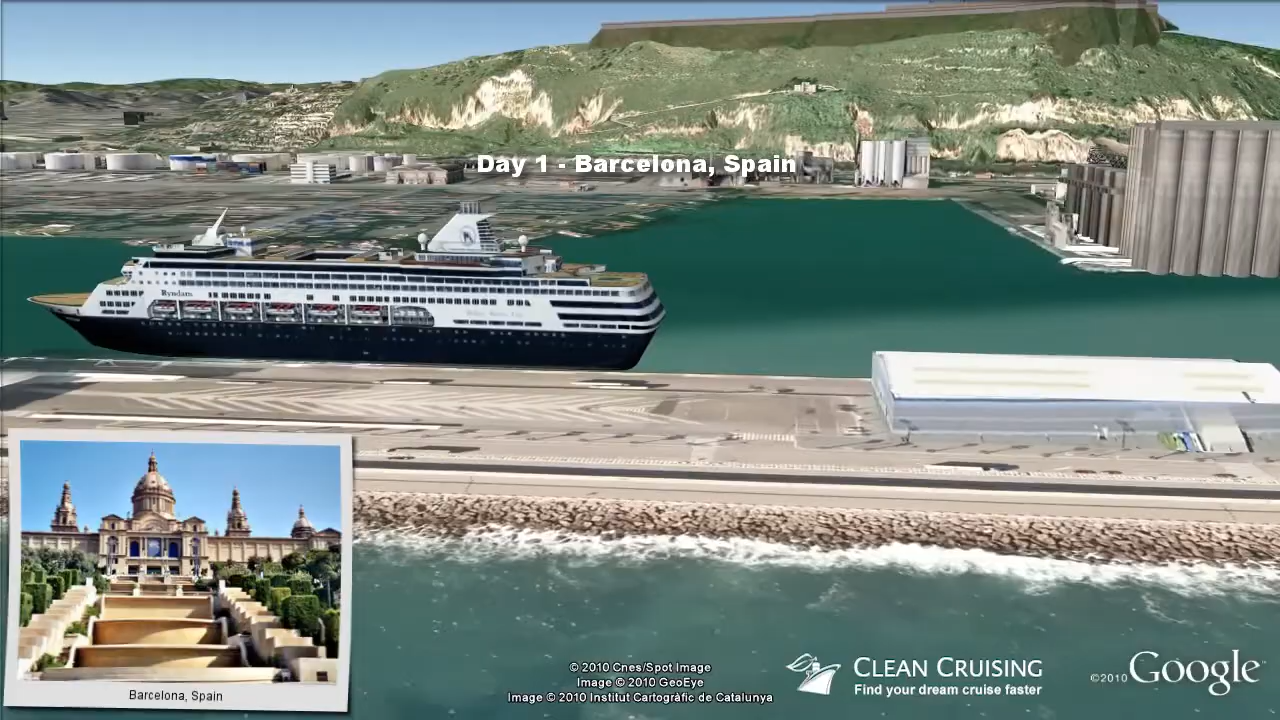 Day 1 - Barcelona, Spain
Ryndam
Barcelona, Spain
© 2010 Cnes/Spot Image
Image © 2010 GeoEye
Image © 2010 Institut Cartogràfic de Catalunya
CLEAN CRUISING
Find your dream cruise faster
©2010 Google